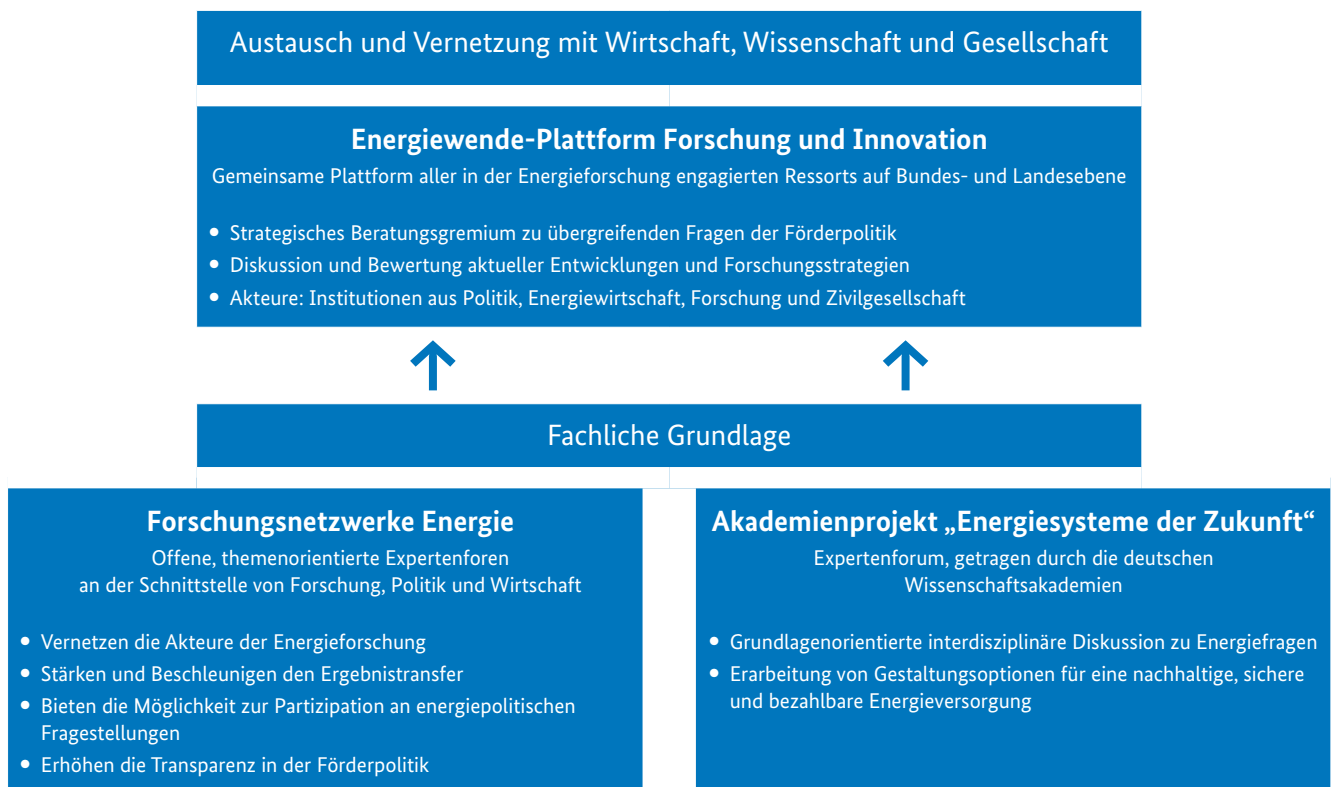 Austausch und Vernetzung mit Wirtschaft, Wissenschaft und Gesellschaft
Energiewende-Plattform Forschung und Innovation
Gemeinsame Plattform aller in der Energieforschung engagierten Ressorts auf Bundes- und Landesebene
• Strategisches Beratungsgremium zu übergreifenden Fragen der Förderpolitik
• Diskussion und Bewertung aktueller Entwicklungen und Forschungsstrategien
• Akteure: Institutionen aus Politik, Energiewirtschaft, Forschung und Zivilgesellschaft
Fachliche Grundlage
Forschungsnetzwerke Energie
Offene, themenorientierte Expertenforen
an der Schnittstelle von Forschung, Politik und Wirtschaft
• Vernetzen die Akteure der Energieforschung
• Stärken und Beschleunigen den Ergebnistransfer
• Bieten die Möglichkeit zur Partizipation an energiepolitischen
Fragestellungen
• Erhöhen die Transparenz in der Förderpolitik
Akademienprojekt „Energiesysteme der Zukunft“
Expertenforum, getragen durch die deutschen
Wissenschaftsakademien
• Grundlagenorientierte interdisziplinäre Diskussion zu Energiefragen
• Erarbeitung von Gestaltungsoptionen für eine nachhaltige, sichere
und bezahlbare Energieversorgung